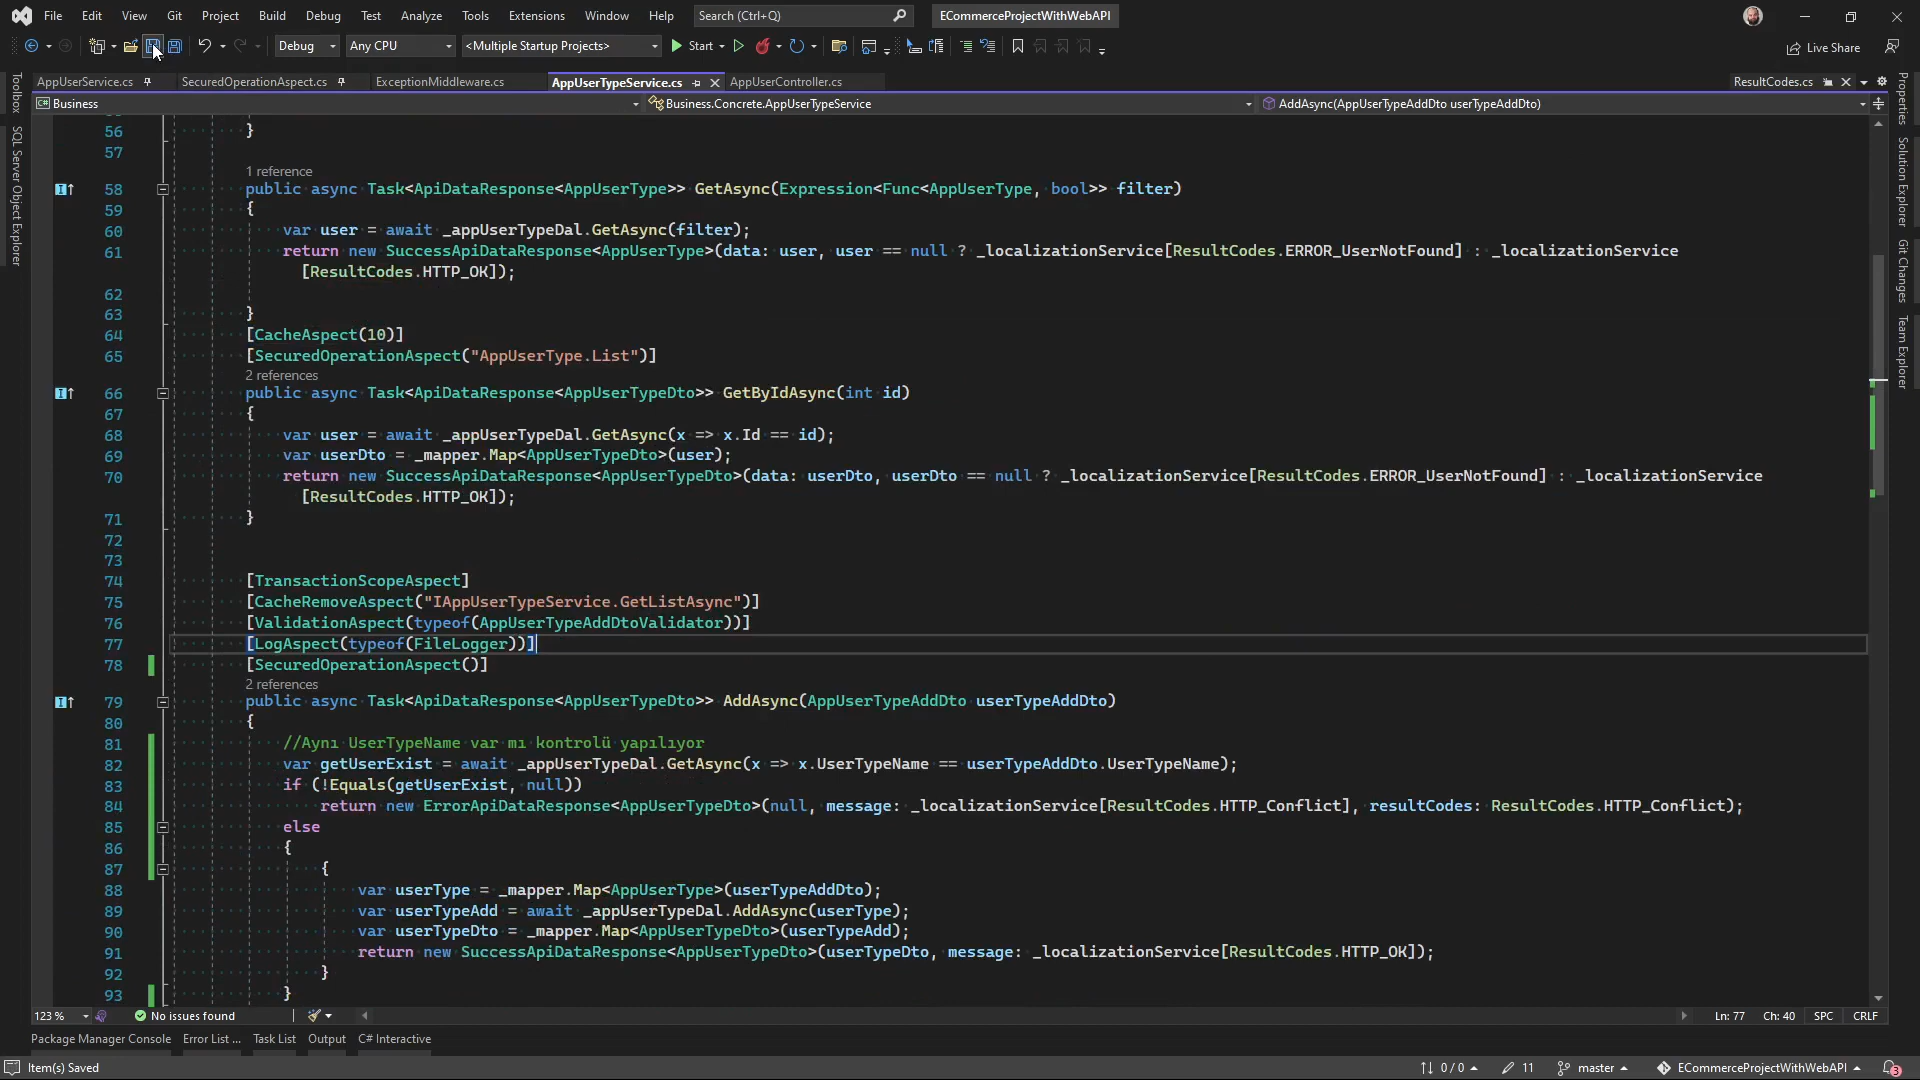 File Edit View Git Project Build Debug Test Analyze Tools Extensions Window Help Search (Ctrl+Q) ECommerceProjectWithWebAPI
Debug Any CPU <Multiple Startup Projects> Start Live Share
AppUserService.cs SecuredOperationAspect.cs ExceptionMiddleware.cs AppUserTypeService.cs AppUserController.cs ResultCodes.cs
Business Business.Concrete.AppUserTypeService AddAsync(AppUserTypeAddDto userTypeAddDto)
Toolbox
SQL Server Object Explorer
56 }
57
1 reference
58 public async Task<ApiDataResponse<AppUserType>> GetAsync(Expression<Func<AppUserType, bool>> filter)
59 {
60 var user = await _appUserTypeDal.GetAsync(filter);
61 return new SuccessApiDataResponse<AppUserType>(data: user, user == null ? _localizationService[ResultCodes.ERROR_UserNotFound] : _localizationService
[ResultCodes.HTTP_OK]);
62
63 }
64 [CacheAspect(10)]
65 [SecuredOperationAspect("AppUserType.List")]
2 references
66 public async Task<ApiDataResponse<AppUserTypeDto>> GetByIdAsync(int id)
67 {
68 var user = await _appUserTypeDal.GetAsync(x => x.Id == id);
69 var userDto = _mapper.Map<AppUserTypeDto>(user);
70 return new SuccessApiDataResponse<AppUserTypeDto>(data: userDto, userDto == null ? _localizationService[ResultCodes.ERROR_UserNotFound] : _localizationService
[ResultCodes.HTTP_OK]);
71 }
72
73
74 [TransactionScopeAspect]
75 [CacheRemoveAspect("IAppUserTypeService.GetListAsync")]
76 [ValidationAspect(typeof(AppUserTypeAddDtoValidator))]
77 [LogAspect(typeof(FileLogger))]
78 [SecuredOperationAspect()]
2 references
79 public async Task<ApiDataResponse<AppUserTypeDto>> AddAsync(AppUserTypeAddDto userTypeAddDto)
80 {
81 //Aynı UserTypeName var mı kontrolü yapılıyor
82 var getUserExist = await _appUserTypeDal.GetAsync(x => x.UserTypeName == userTypeAddDto.UserTypeName);
83 if (!Equals(getUserExist, null))
84 return new ErrorApiDataResponse<AppUserTypeDto>(null, message: _localizationService[ResultCodes.HTTP_Conflict], resultCodes: ResultCodes.HTTP_Conflict);
85 else
86 {
87 {
88 var userType = _mapper.Map<AppUserType>(userTypeAddDto);
89 var userTypeAdd = await _appUserTypeDal.AddAsync(userType);
90 var userTypeDto = _mapper.Map<AppUserTypeDto>(userTypeAdd);
91 return new SuccessApiDataResponse<AppUserTypeDto>(userTypeDto, message: _localizationService[ResultCodes.HTTP_OK]);
92 }
93 }
Properties
Solution Explorer
Git Changes
Team Explorer
123 % No issues found Ln: 77 Ch: 40 SPC CRLF
Package Manager Console Error List ... Task List Output C# Interactive
Item(s) Saved 0 / 0 11 master ECommerceProjectWithWebAPI 3